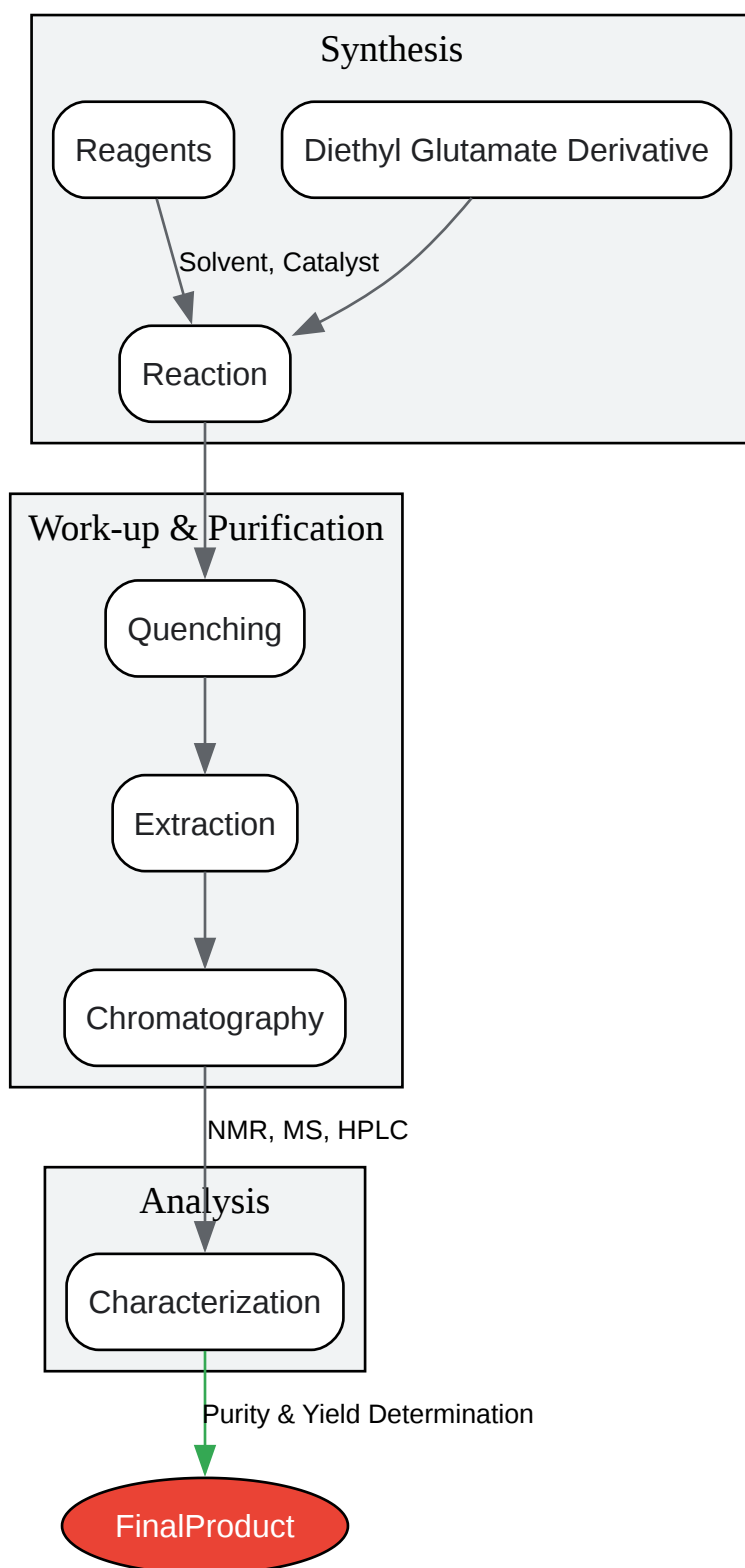 Synthesis
Reagents
Diethyl Glutamate Derivative
Solvent, Catalyst
Reaction
Work-up & Purification
Quenching
Extraction
Chromatography
NMR, MS, HPLC
Analysis
Characterization
Purity & Yield Determination
FinalProduct